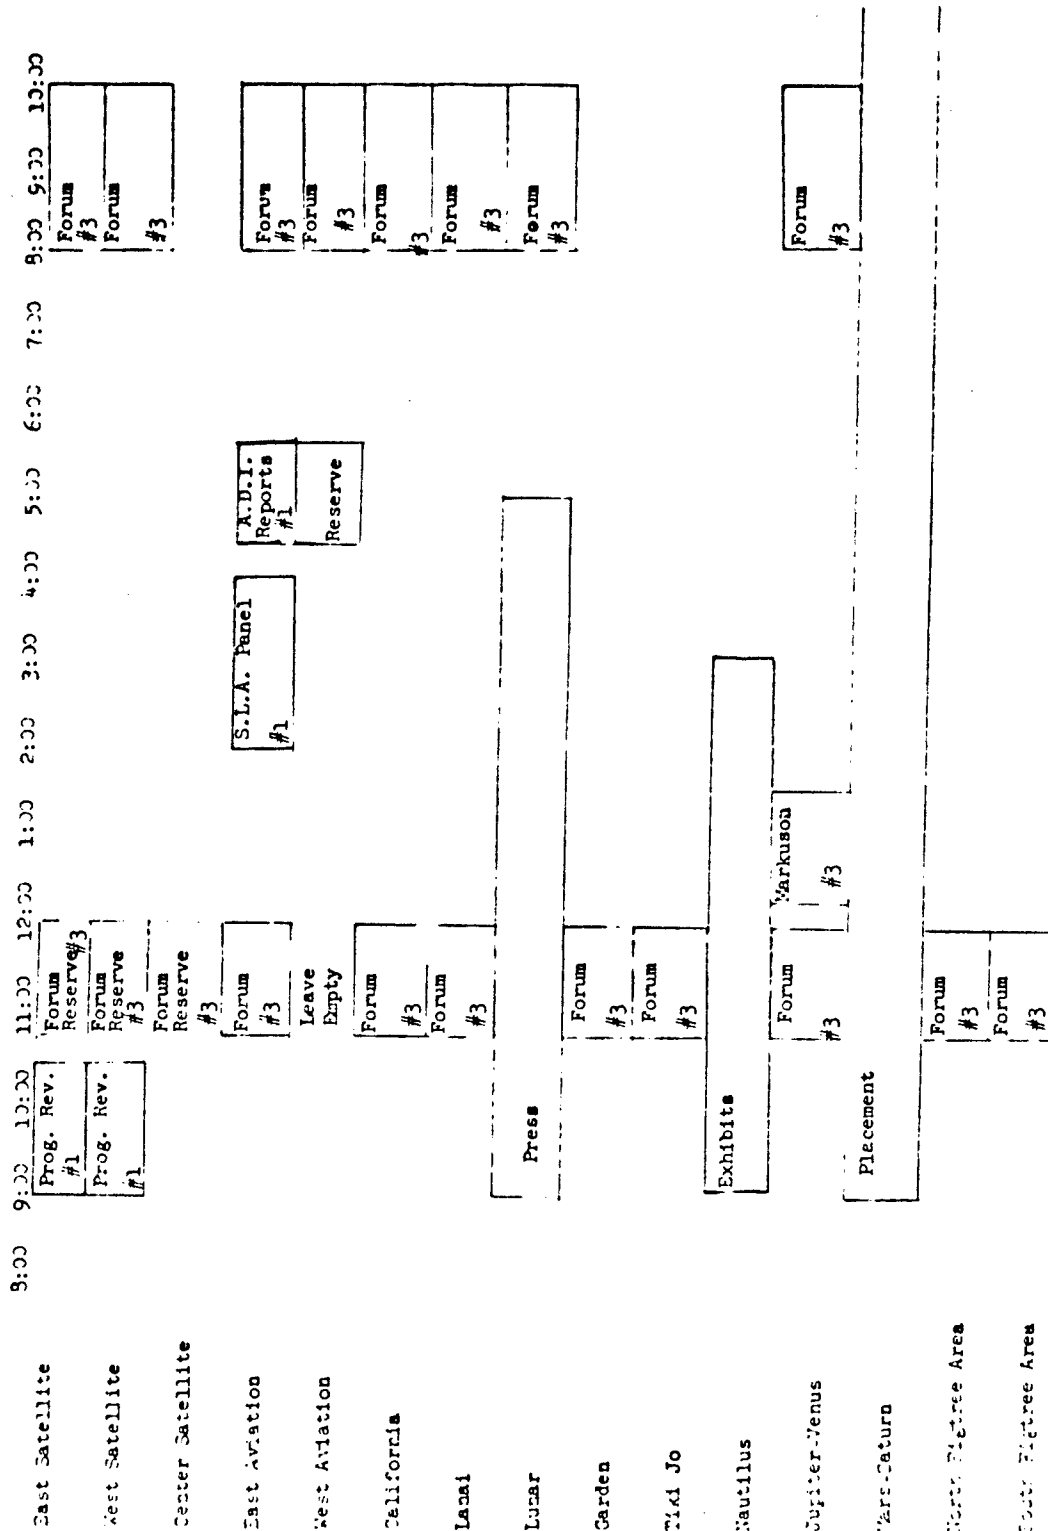 8:00 9:00 10:00 11:00 12:00 1:00 2:00 3:00 4:00 5:00 6:00 7:00 8:00 9:00 10:00
East Satellite
Prog. Rev.
#1
Forum
Reserve#3
Forum
#3
West Satellite
Prog. Rev.
#1
Forum
Reserve
#3
Forum
#3
Center Satellite
Forum
Reserve
#3
East Aviation
Forum
#3
S.L.A. Panel
#1
A.D.I.
Reports
#1
Forum
#3
West Aviation
Leave
Empty
Reserve
Forum
#3
California
Forum
#3
Forum
#3
Lanai
Forum
#3
Forum
#3
Lunar
Press
Forum
#3
Garden
Forum
#3
Tiki Jo
Forum
#3
Nautilus
Exhibits
Jupiter-Venus
Forum
#3
Markuson
#3
Forum
#3
Mars-Saturn
Placement
North Figtree Area
Forum
#3
South Figtree Area
Forum
#3